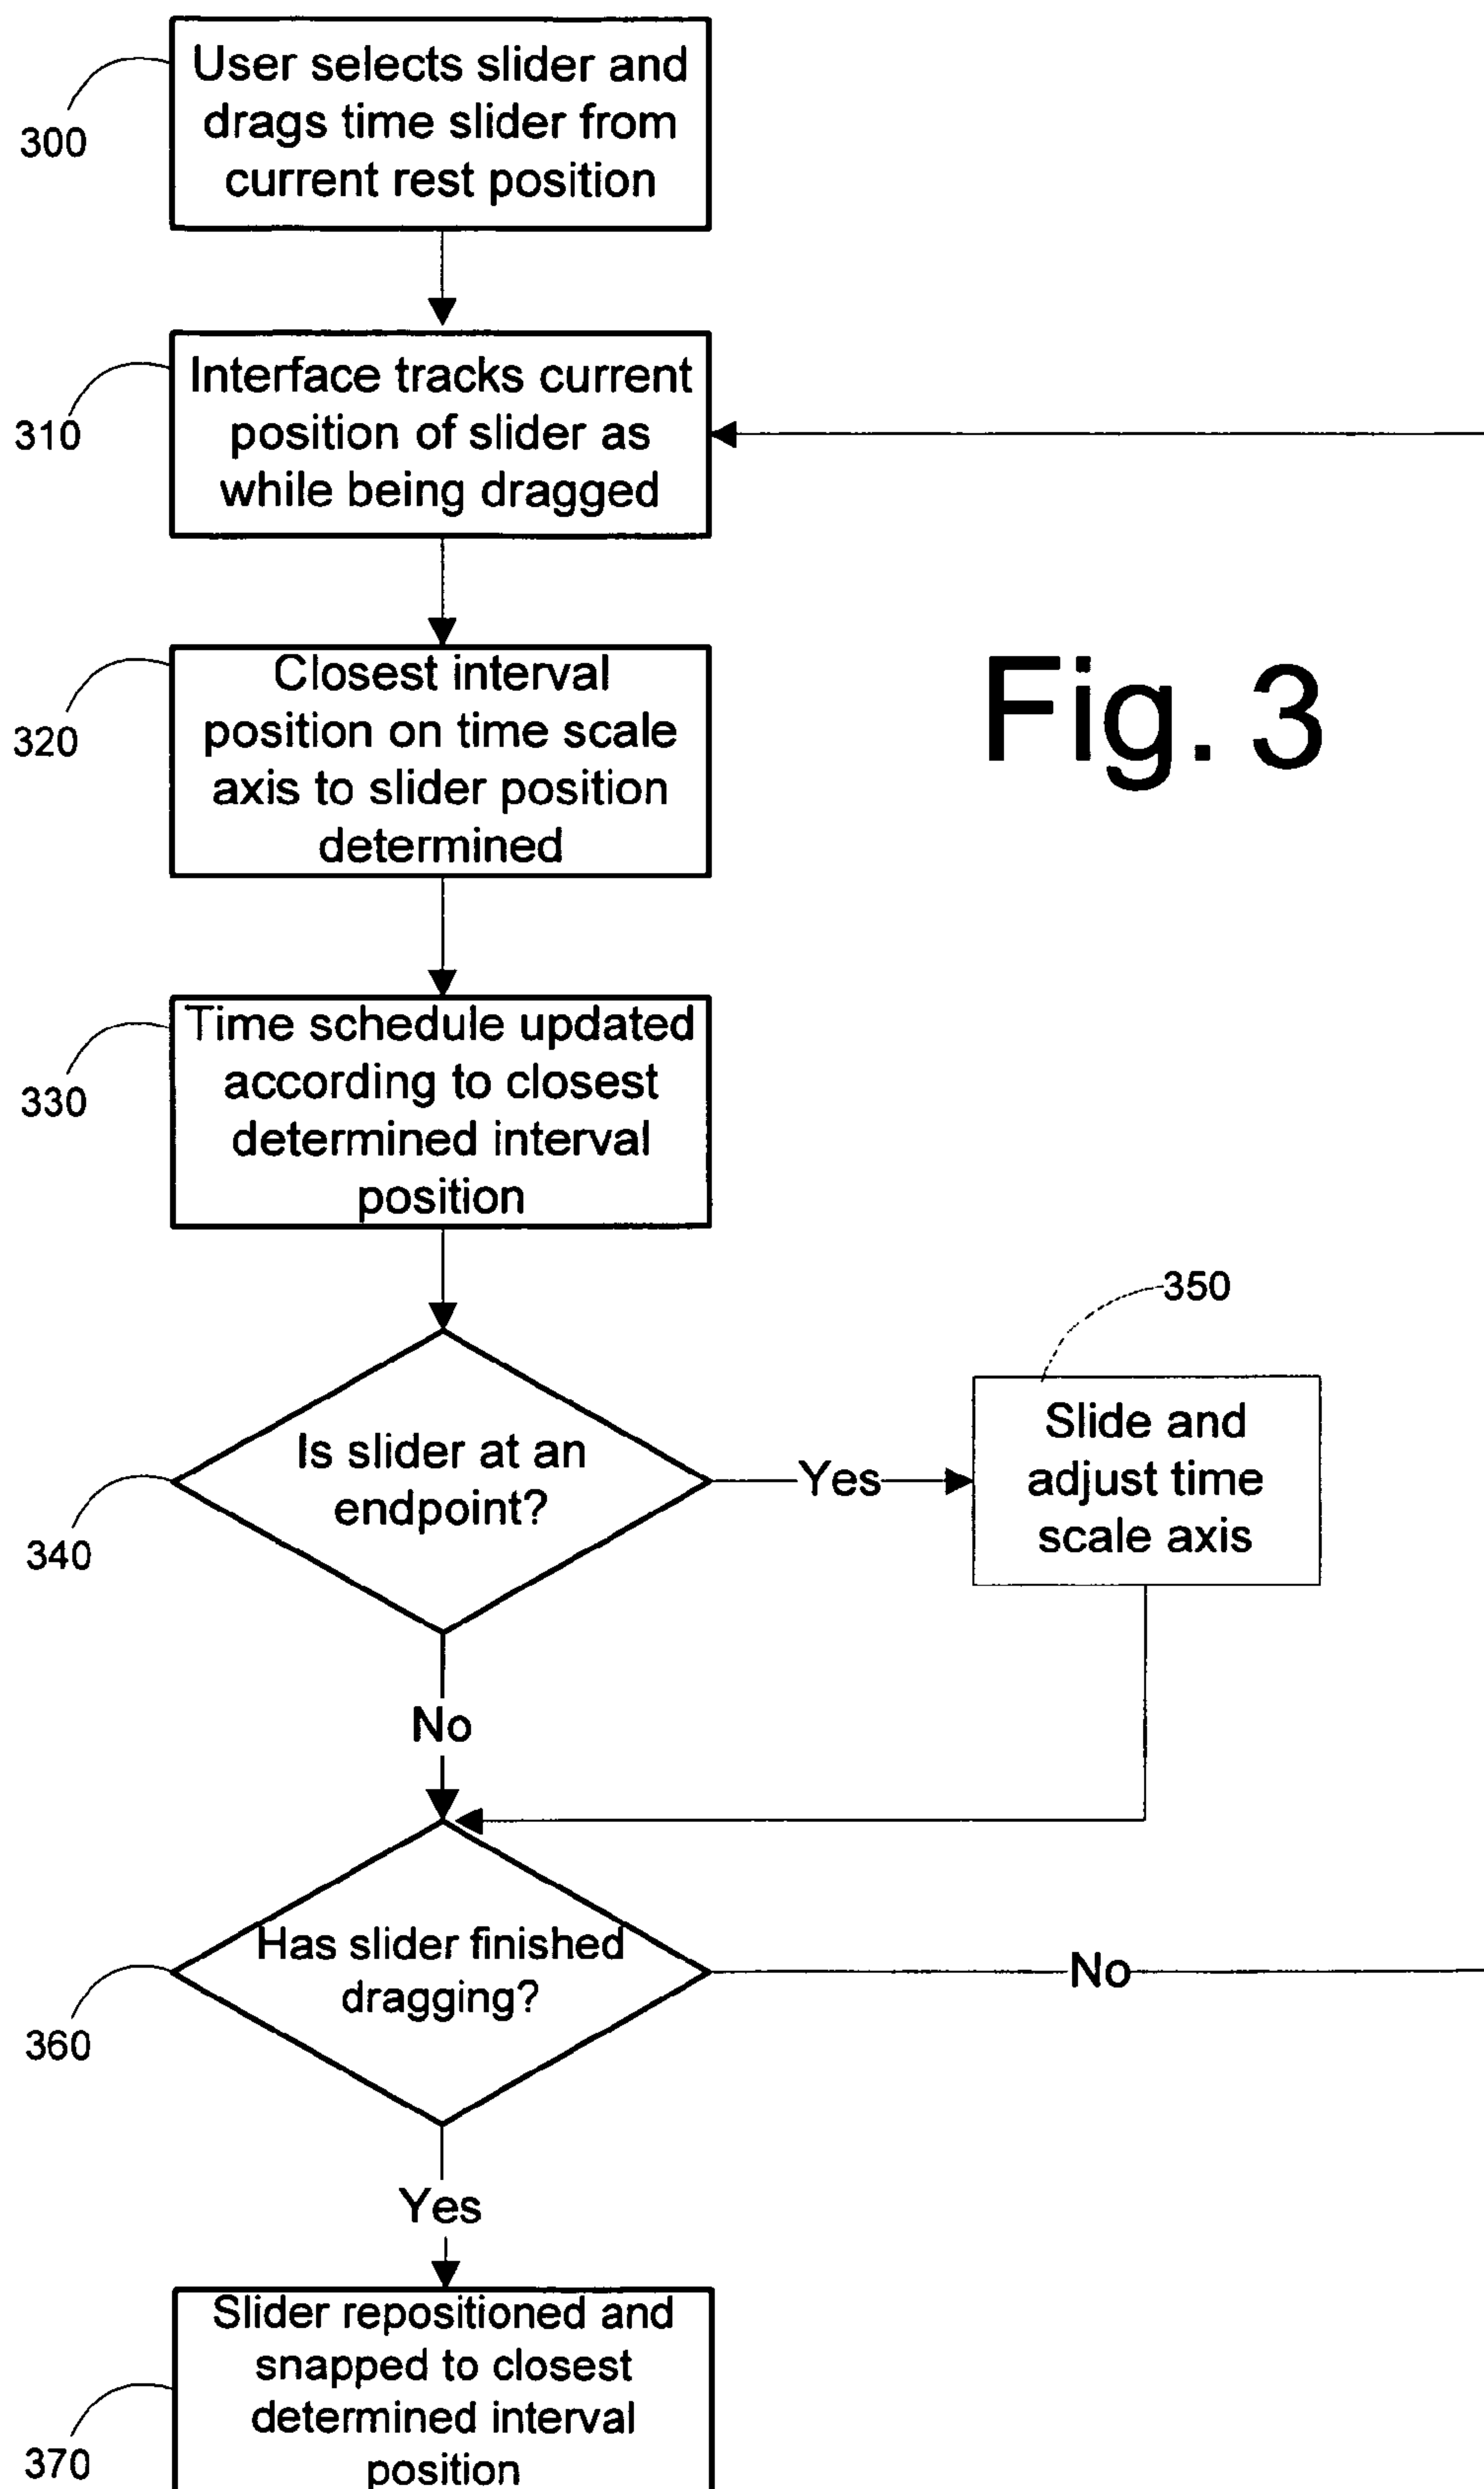 User selects slider and
drags time slider from
current rest position
300
Interface tracks current
position of slider as
while being dragged
310
Closest interval
position on time scale
axis to slider position
determined
320
Fig. 3
Time schedule updated
according to closest
determined interval
position
330
350
Is slider at an
endpoint?
340
Yes
Slide and
adjust time
scale axis
No
Has slider finished
dragging?
360
No
Yes
Slider repositioned and
snapped to closest
determined interval
position
370